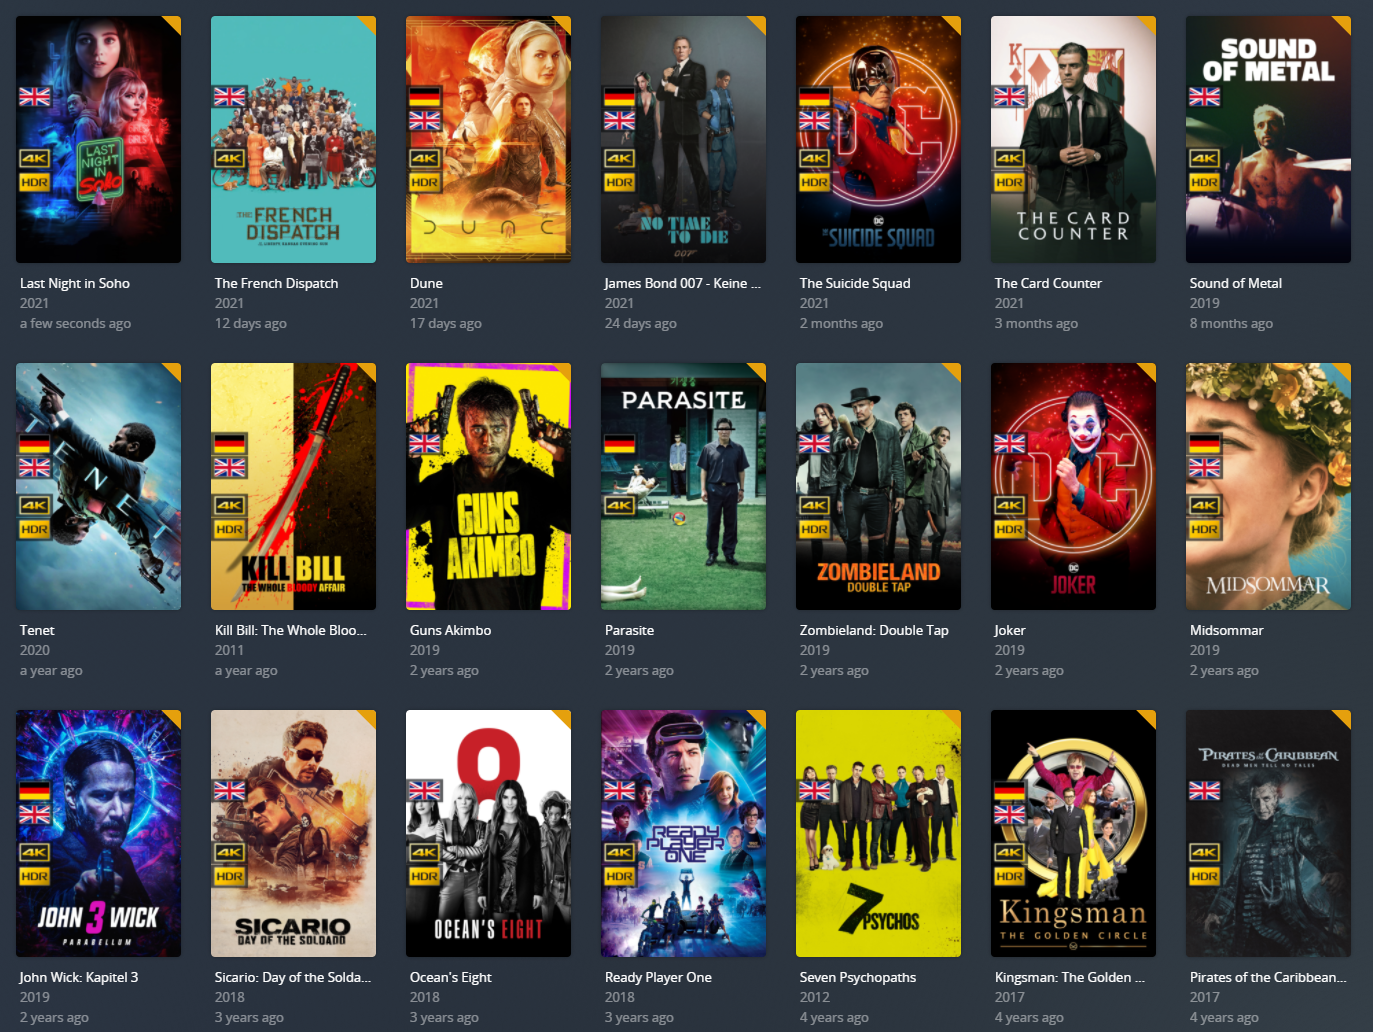 LAST
NIGHT
IN
Soho
4K
HDR
Last Night in Soho
2021
a few seconds ago
4K
THE FRENCH
DISPATCH
The French Dispatch
2021
12 days ago
4K
HDR
DUNE
Dune
2021
17 days ago
4K
HDR
NO TIME
TO DIE
007
James Bond 007 - Keine ...
2021
24 days ago
4K
HDR
DC
DC
THE SUICIDE SQUAD
The Suicide Squad
2021
2 months ago
K
4K
HDR
THE CARD
COUNTER
The Card Counter
2021
3 months ago
SOUND
OF METAL
4K
HDR
Sound of Metal
2019
8 months ago
TENET
4K
HDR
Tenet
2020
a year ago
4K
HDR
KILL BILL
THE WHOLE BLOODY AFFAIR
Kill Bill: The Whole Bloo...
2011
a year ago
GUNS
AKIMBO
Guns Akimbo
2019
2 years ago
기생충
PARASITE
4K
Parasite
2019
2 years ago
4K
HDR
ZOMBIELAND
DOUBLE TAP
Zombieland: Double Tap
2019
2 years ago
DC
4K
HDR
DC
JOKER
Joker
2019
2 years ago
4K
HDR
MIDSOMMAR
Midsommar
2019
2 years ago
4K
HDR
JOHN 3 WICK
PARABELLUM
John Wick: Kapitel 3
2019
2 years ago
4K
HDR
SICARIO
DAY OF THE SOLDADO
Sicario: Day of the Solda...
2018
3 years ago
8
4K
HDR
OCEAN'S EIGHT
Ocean's Eight
2018
3 years ago
READY
PLAYER
ONE
4K
HDR
Ready Player One
2018
3 years ago
7 PSYCHOS
Seven Psychopaths
2012
4 years ago
4K
HDR
Kingsman
THE GOLDEN CIRCLE
Kingsman: The Golden ...
2017
4 years ago
PIRATES of the CARIBBEAN
DEAD MEN TELL NO TALES
4K
HDR
Pirates of the Caribbean...
2017
4 years ago